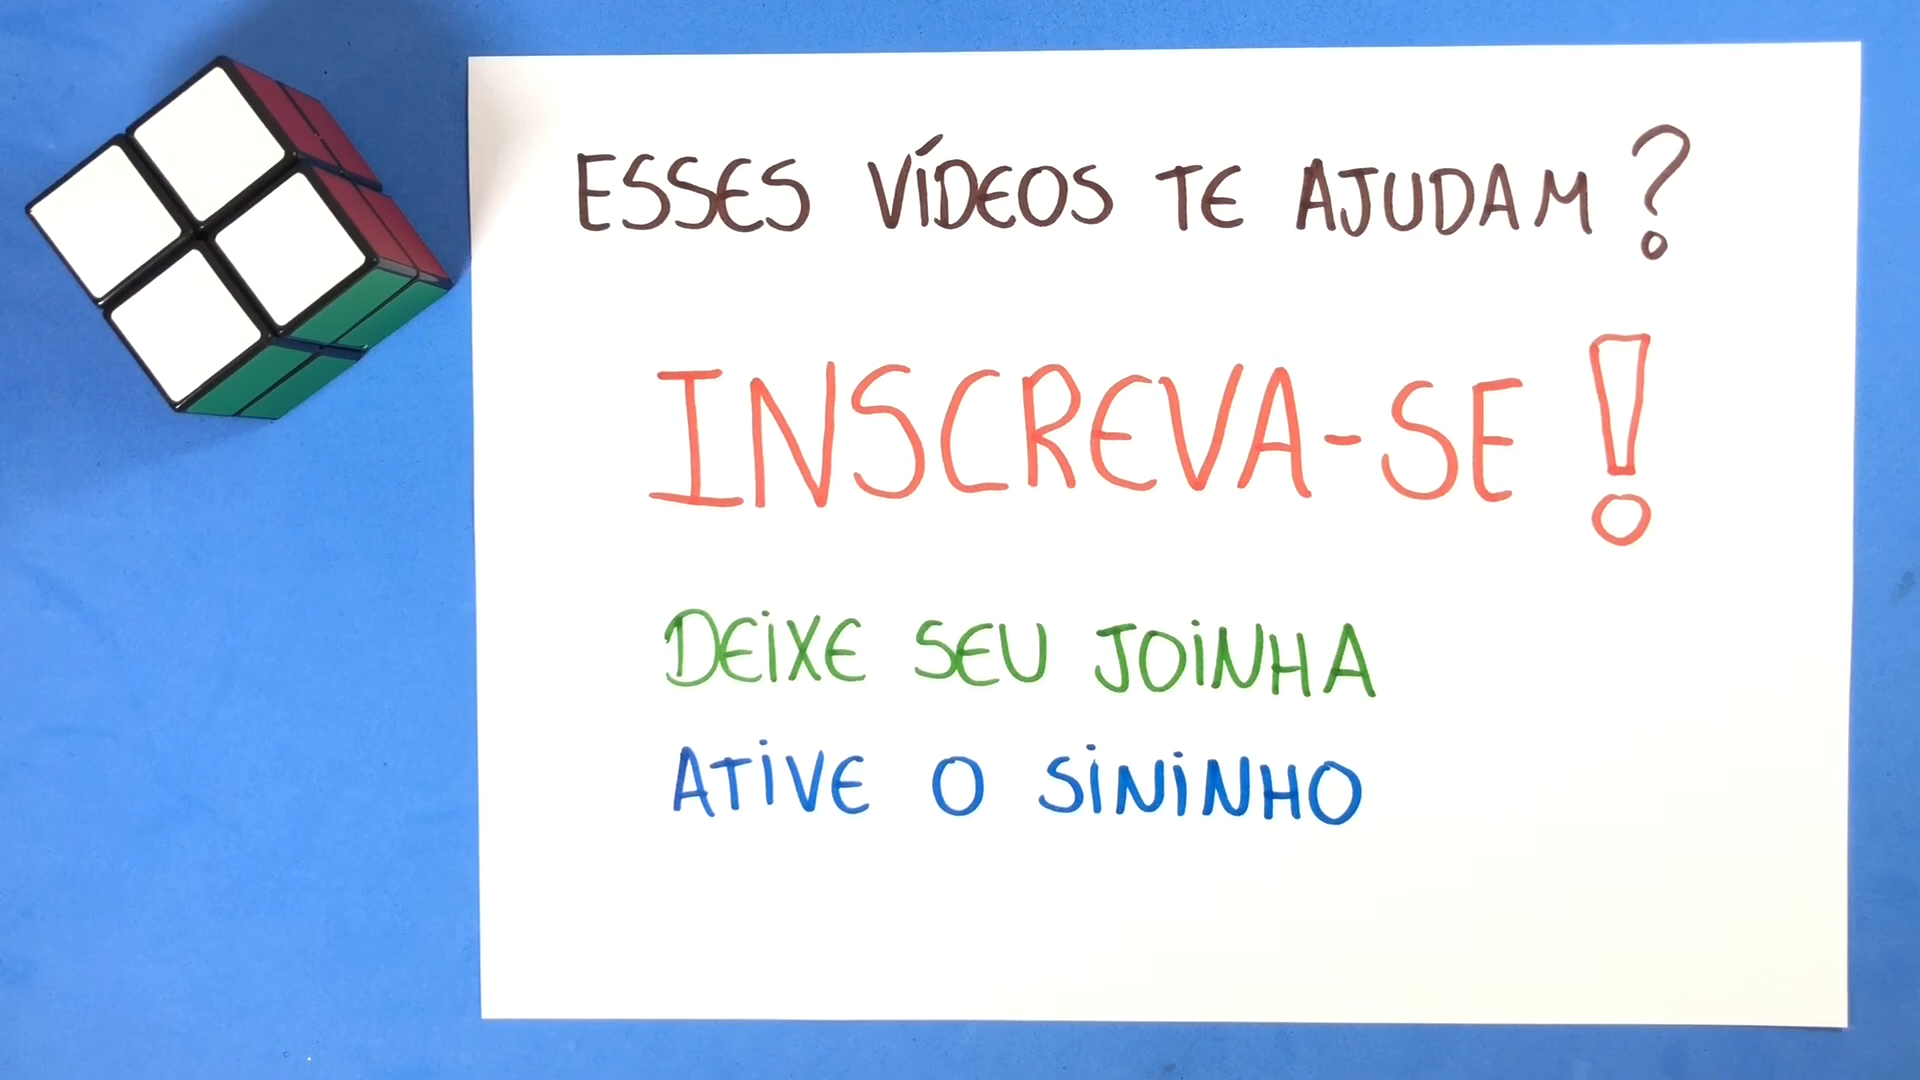 ESSES VÍDEOS TE AJUDAM?
INSCREVA-SE!
DEIXE SEU JOINHA
ATIVE O SININHO